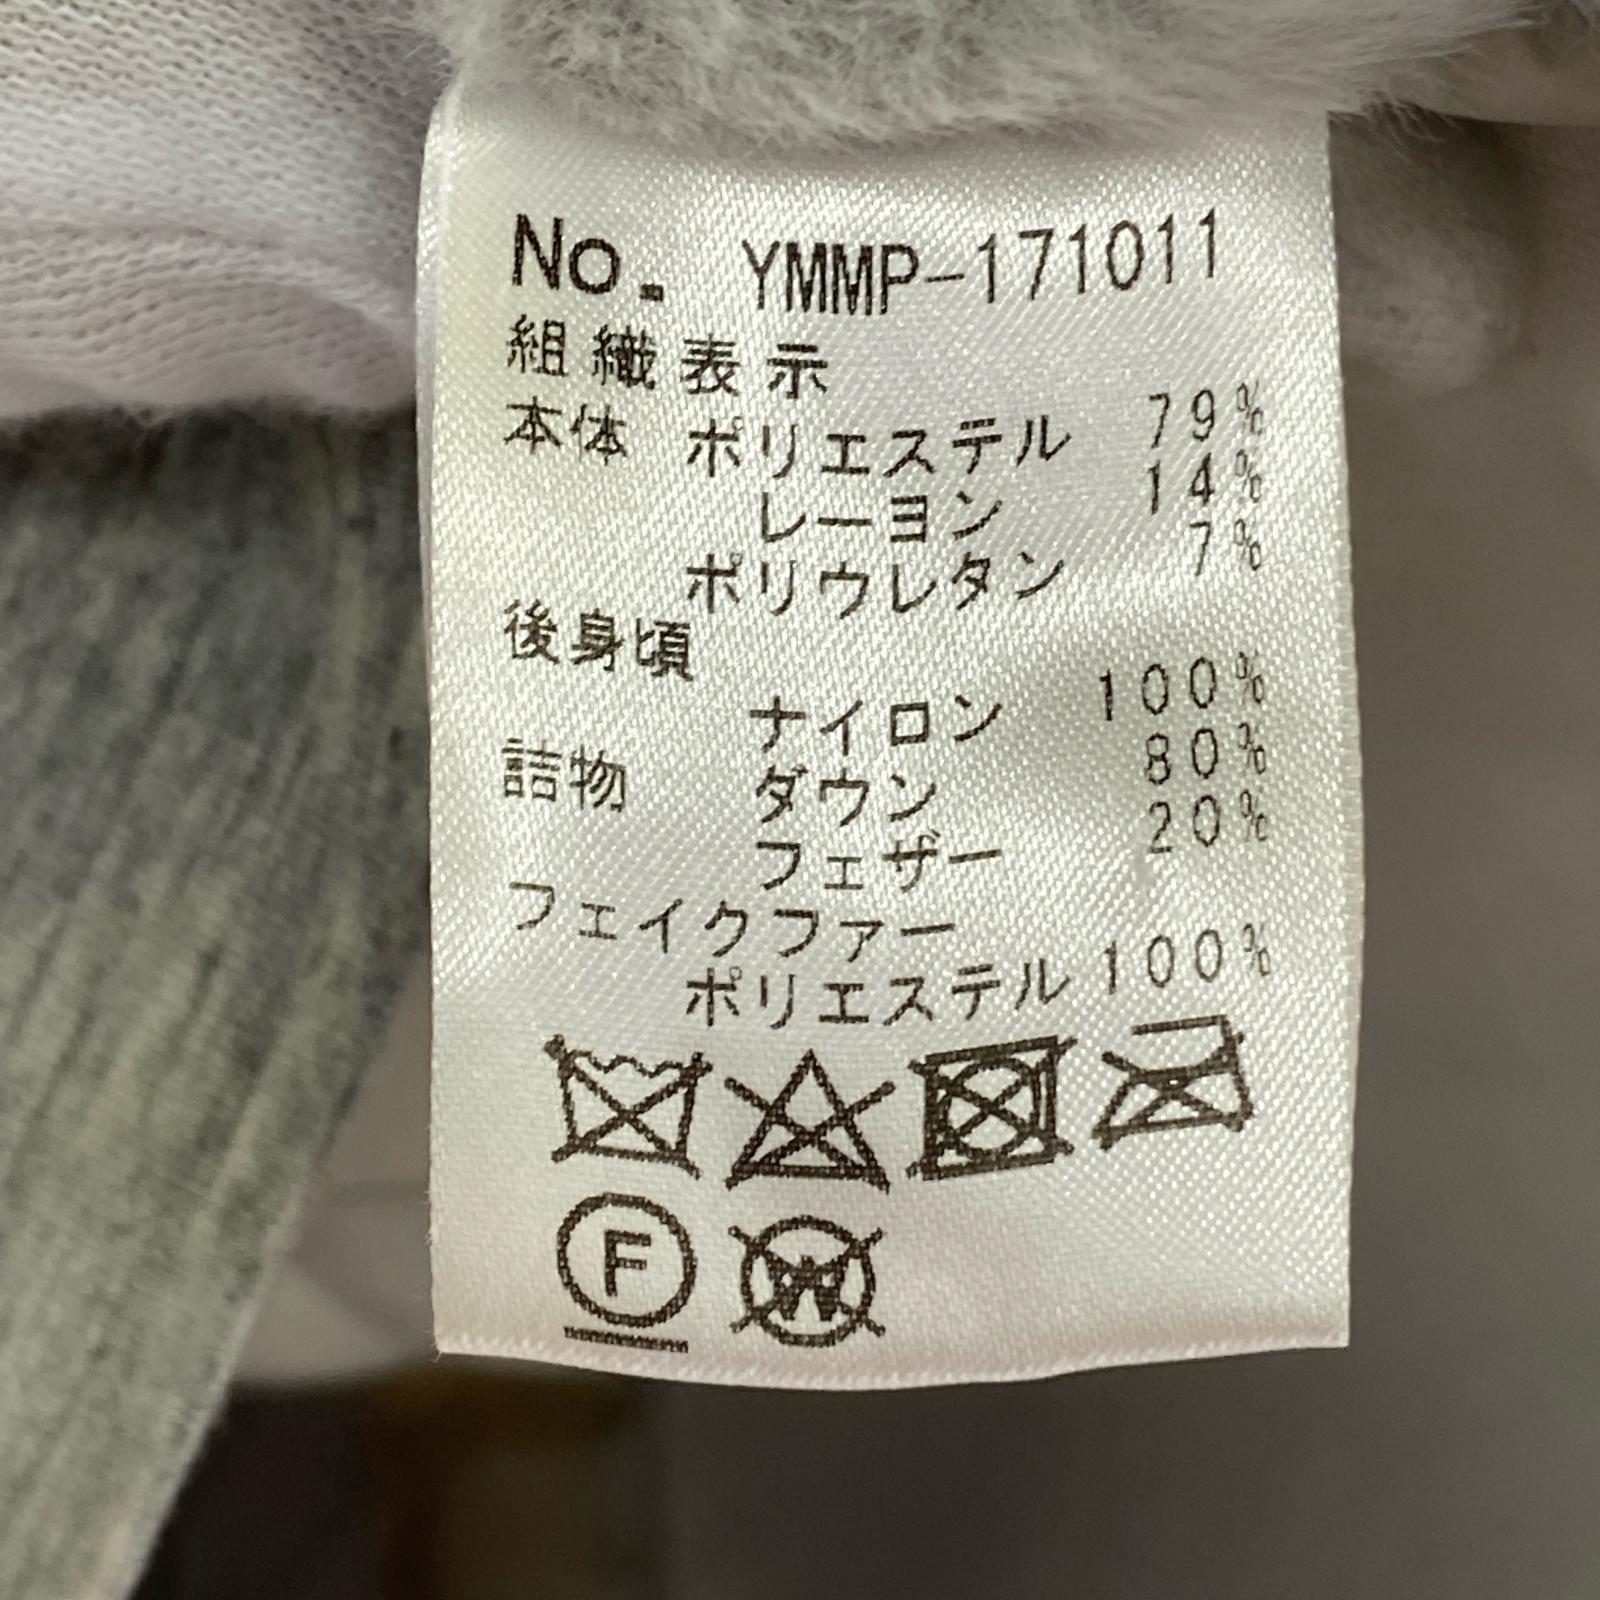 No. YMMP-171011
組織表示
本体 ポリエステル 79%
レーヨン 14%
ポリウレタン 7%
後身頃
ナイロン 100%
詰物 ダウン 80%
フェザー 20%
フェイクファー
ポリエステル 100%
F W